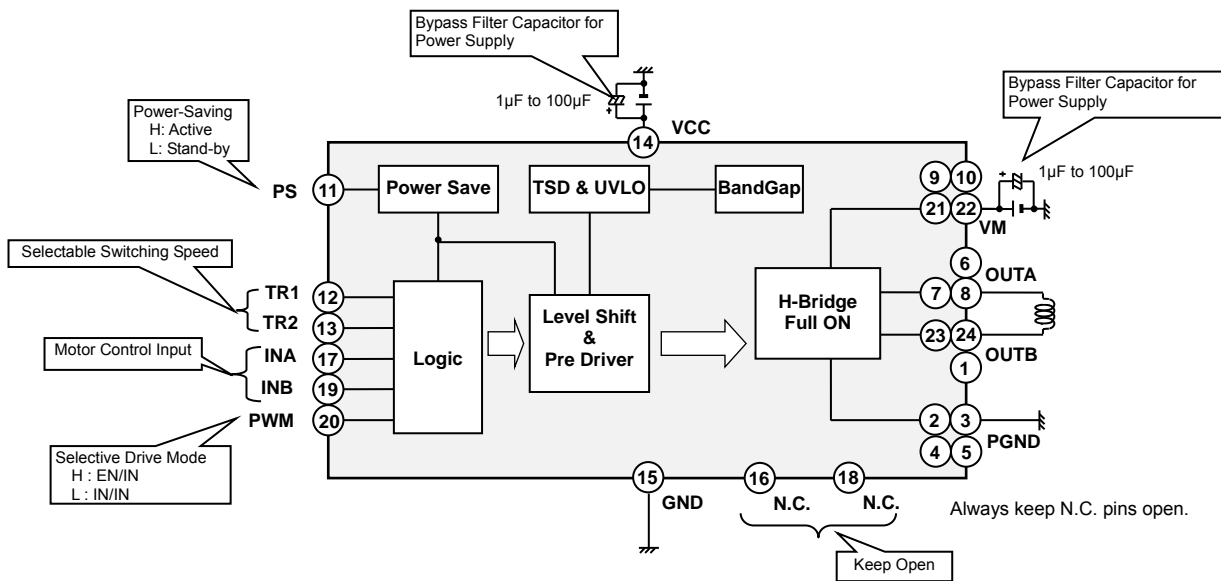 Bypass Filter Capacitor for
Power Supply
Bypass Filter Capacitor for
Power Supply
1µF to 100µF
+
14
VCC
Power-Saving
H: Active
L: Stand-by
PS
11
Power Save
TSD & UVLO
BandGap
9
10
+
1µF to 100µF
21
22
VM
Selectable Switching Speed
6
OUTA
TR1
12
TR2
13
7
8
H-Bridge
Full ON
Level Shift
&
Pre Driver
Logic
23
24
OUTB
Motor Control Input
INA
17
INB
19
1
PWM
20
2
3
PGND
4
5
Selective Drive Mode
H : EN/IN
L : IN/IN
15
GND
16
N.C.
18
N.C.
Always keep N.C. pins open.
Keep Open